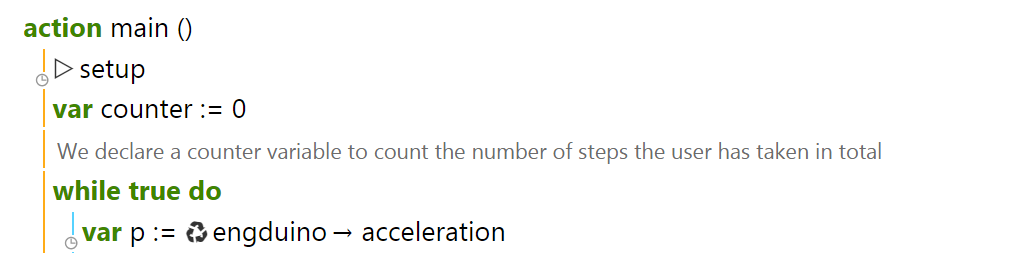 action main ()
▷ setup
var counter := 0
We declare a counter variable to count the number of steps the user has taken in total
while true do
var p := ♻ engduino → acceleration